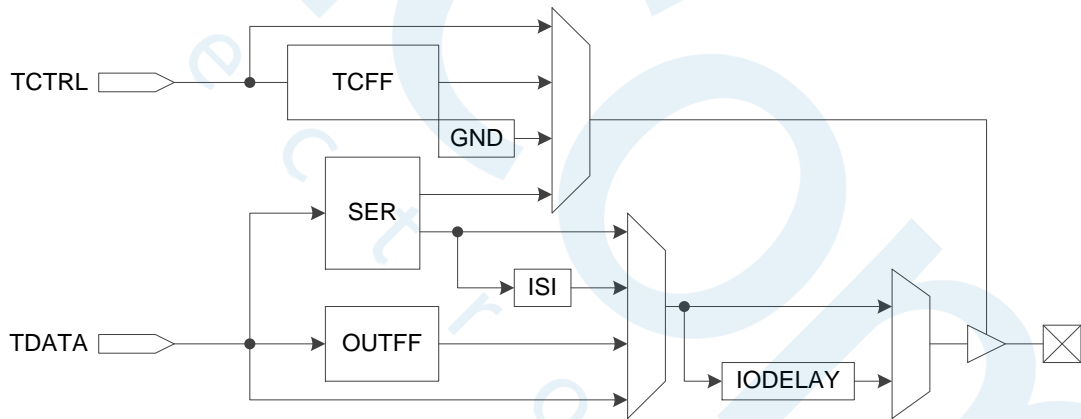 TCTRL
TCFF
GND
SER
ISI
TDATA
OUTFF
IODELAY